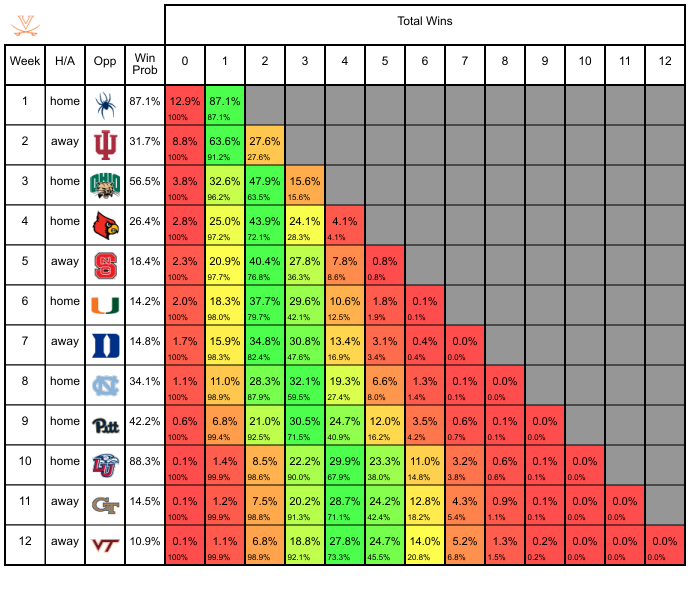 Total Wins
Week H/A Opp Win Prob 0 1 2 3 4 5 6 7 8 9 10 11 12
1 home 87.1% 12.9% 87.1%
100% 87.1%
2 away 31.7% 8.8% 63.6% 27.6%
100% 91.2% 27.6%
3 home OHIO 56.5% 3.8% 32.6% 47.9% 15.6%
100% 96.2% 63.5% 15.6%
4 home 26.4% 2.8% 25.0% 43.9% 24.1% 4.1%
100% 97.2% 72.1% 28.3% 4.1%
5 away S 18.4% 2.3% 20.9% 40.4% 27.8% 7.8% 0.8%
100% 97.7% 76.8% 36.3% 8.6% 0.8%
6 home U 14.2% 2.0% 18.3% 37.7% 29.6% 10.6% 1.8% 0.1%
100% 98.0% 79.7% 42.1% 12.5% 1.9% 0.1%
7 away D 14.8% 1.7% 15.9% 34.8% 30.8% 13.4% 3.1% 0.4% 0.0%
100% 98.3% 82.4% 47.6% 16.9% 3.4% 0.4% 0.0%
8 home NC 34.1% 1.1% 11.0% 28.3% 32.1% 19.3% 6.6% 1.3% 0.1% 0.0%
100% 98.9% 87.9% 59.5% 27.4% 8.0% 1.4% 0.1% 0.0%
9 home Pitt 42.2% 0.6% 6.8% 21.0% 30.5% 24.7% 12.0% 3.5% 0.6% 0.1% 0.0%
100% 99.4% 92.5% 71.5% 40.9% 16.2% 4.2% 0.7% 0.1% 0.0%
10 home LU 88.3% 0.1% 1.4% 8.5% 22.2% 29.9% 23.3% 11.0% 3.2% 0.6% 0.1% 0.0%
100% 99.9% 98.6% 90.0% 67.9% 38.0% 14.8% 3.8% 0.6% 0.1% 0.0%
11 away GT 14.5% 0.1% 1.2% 7.5% 20.2% 28.7% 24.2% 12.8% 4.3% 0.9% 0.1% 0.0% 0.0%
100% 99.9% 98.8% 91.3% 71.1% 42.4% 18.2% 5.4% 1.1% 0.1% 0.0% 0.0%
12 away VT 10.9% 0.1% 1.1% 6.8% 18.8% 27.8% 24.7% 14.0% 5.2% 1.3% 0.2% 0.0% 0.0% 0.0%
100% 99.9% 98.9% 92.1% 73.3% 45.5% 20.8% 6.8% 1.5% 0.2% 0.0% 0.0% 0.0%